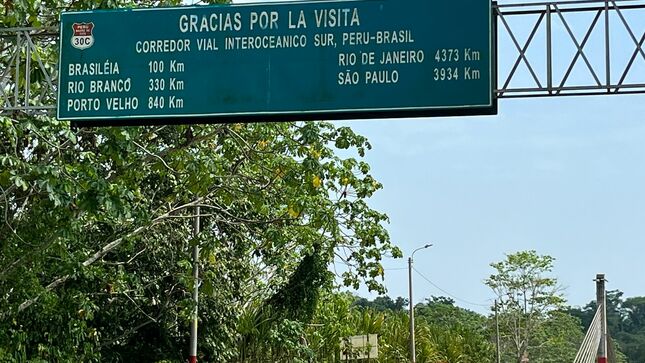 GRACIAS POR LA VISITA
CORREDOR VIAL INTEROCEANICO SUR, PERU-BRASIL
PERU
30C
BRASILÉIA 100 Km
RIO BRANCO 330 Km
PORTO VELHO 840 Km
RIO DE JANEIRO 4373 Km
SÃO PAULO 3934 Km